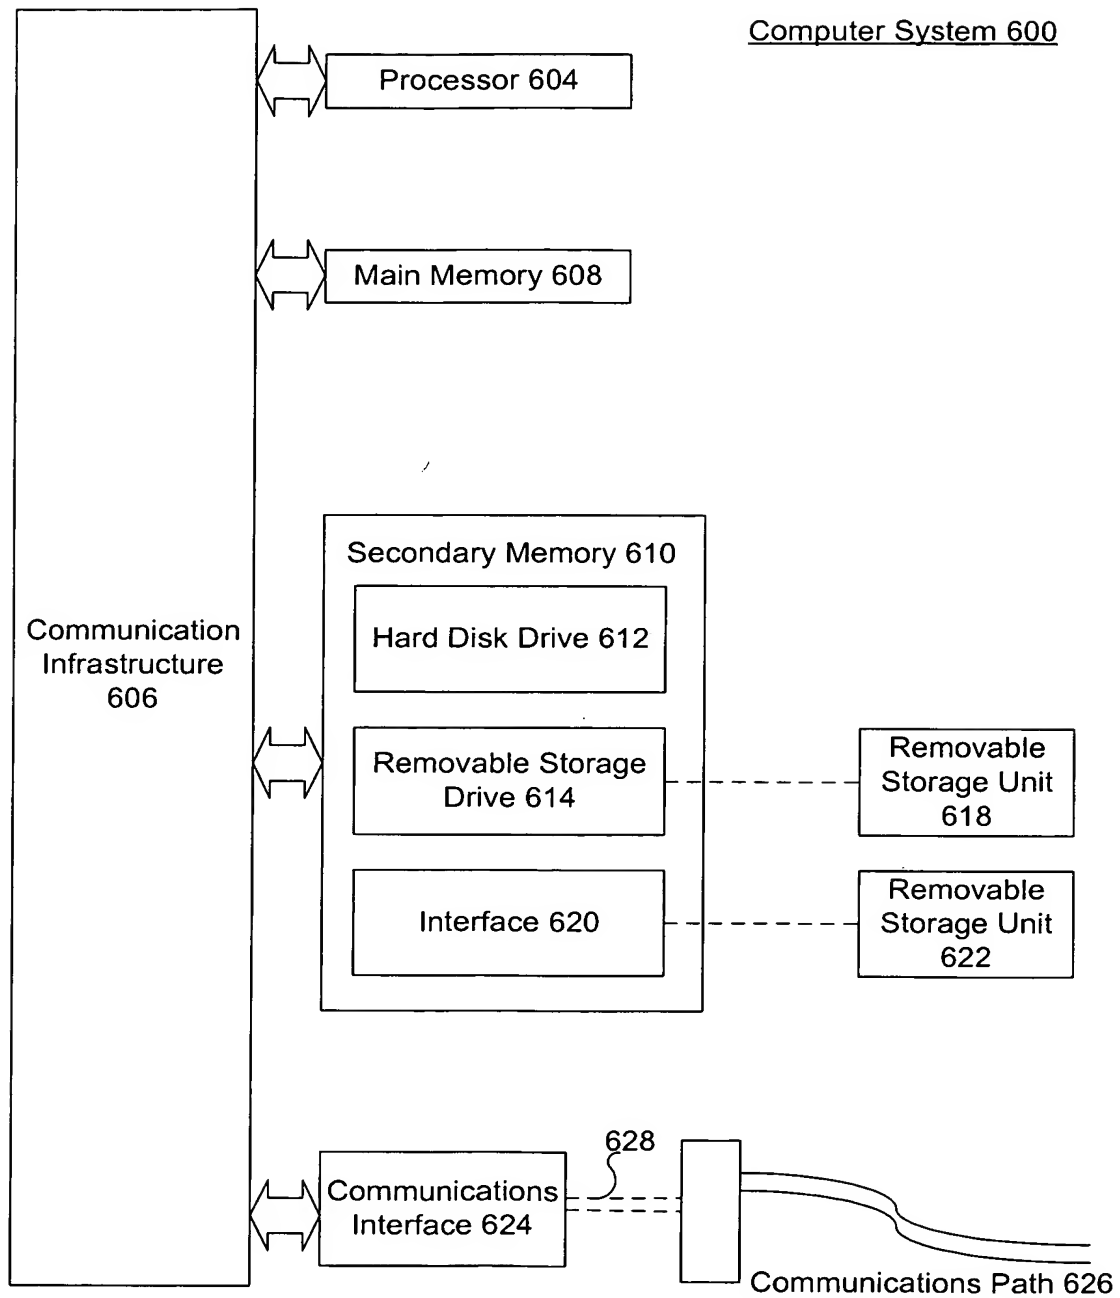 Computer System 600
Processor 604
Main Memory 608
Secondary Memory 610
Hard Disk Drive 612
Communication
Infrastructure
606
Removable Storage
Drive 614
Removable
Storage Unit
618
Interface 620
Removable
Storage Unit
622
628
Communications
Interface 624
Communications Path 626